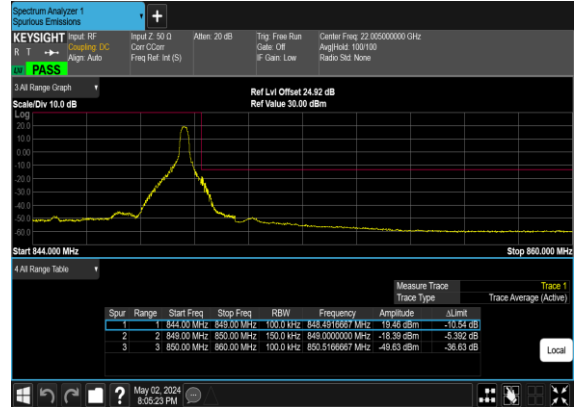 Spectrum Analyzer 1
Spurious Emissions
KEYSIGHT Input: RF Input Z: 50 Ω Atten: 20 dB Trig: Free Run Center Freq: 22.005000000 GHz
R T Coupling: DC Corr CCorr Gate: Off Avg|Hold: 100/100
Align: Auto Freq Ref: Int (S) IF Gain: Low Radio Std: None
LM PASS
3 All Range Graph
Ref Lvl Offset 24.92 dB
Scale/Div 10.0 dB Ref Value 30.00 dBm
Log
20.0
10.0
0.00
-10.0
-20.0
-30.0
-40.0
-50.0
-60.0
Start 844.000 MHz Stop 860.000 MHz
4 All Range Table
Measure Trace Trace 1
Trace Type Trace Average (Active)
Spur Range Start Freq Stop Freq RBW Frequency Amplitude ΔLimit
1 1 844.00 MHz 849.00 MHz 100.0 kHz 848.4916667 MHz 19.46 dBm -10.54 dB
2 2 849.00 MHz 850.00 MHz 150.0 kHz 849.0000000 MHz -18.39 dBm -5.392 dB
3 3 850.00 MHz 860.00 MHz 100.0 kHz 850.5166667 MHz -49.63 dBm -36.63 dB
Local
? May 02, 2024
8:05:23 PM